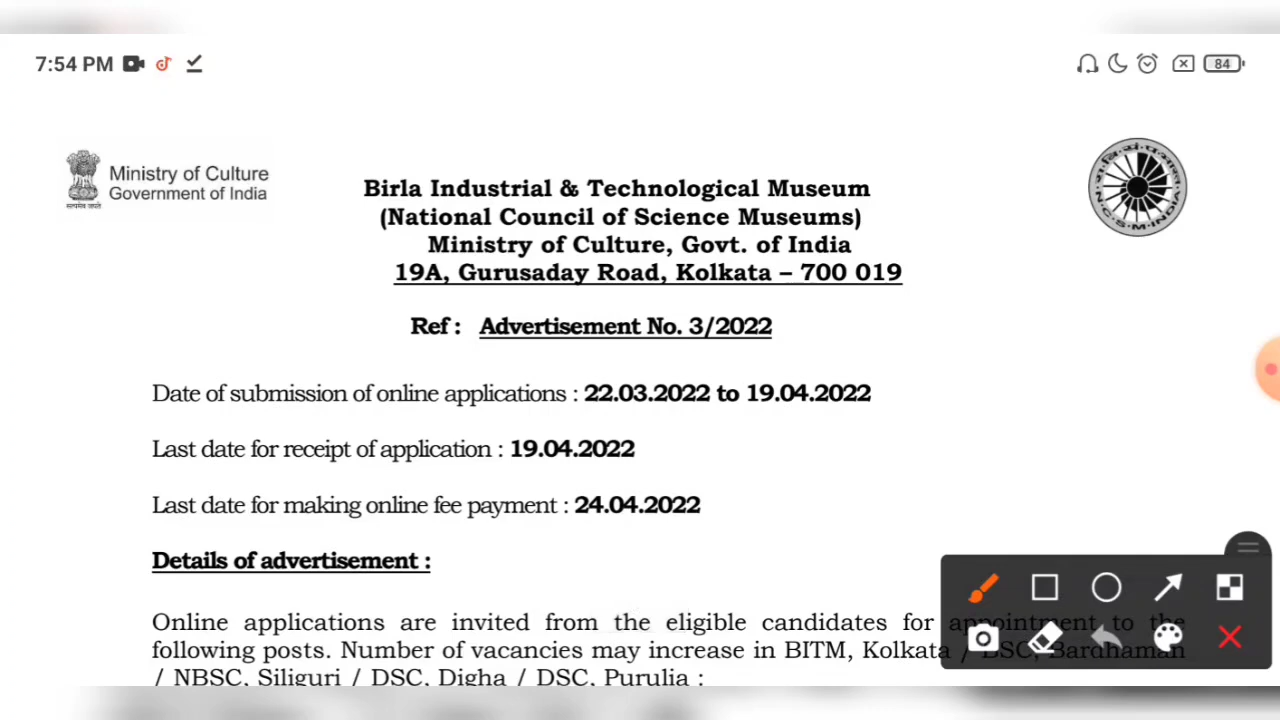 7:54 PM
84
Ministry of Culture
Government of India
सत्यमेव जयते
Birla Industrial & Technological Museum
(National Council of Science Museums)
Ministry of Culture, Govt. of India
19A, Gurusaday Road, Kolkata – 700 019
N.C.S.M.INDIA
Ref : Advertisement No. 3/2022
Date of submission of online applications : 22.03.2022 to 19.04.2022
Last date for receipt of application : 19.04.2022
Last date for making online fee payment : 24.04.2022
Details of advertisement :
Online applications are invited from the eligible candidates for appointment to the
following posts. Number of vacancies may increase in BITM, Kolkata / DSC, Bardhaman
/ NBSC, Siliguri / DSC, Digha / DSC, Purulia :